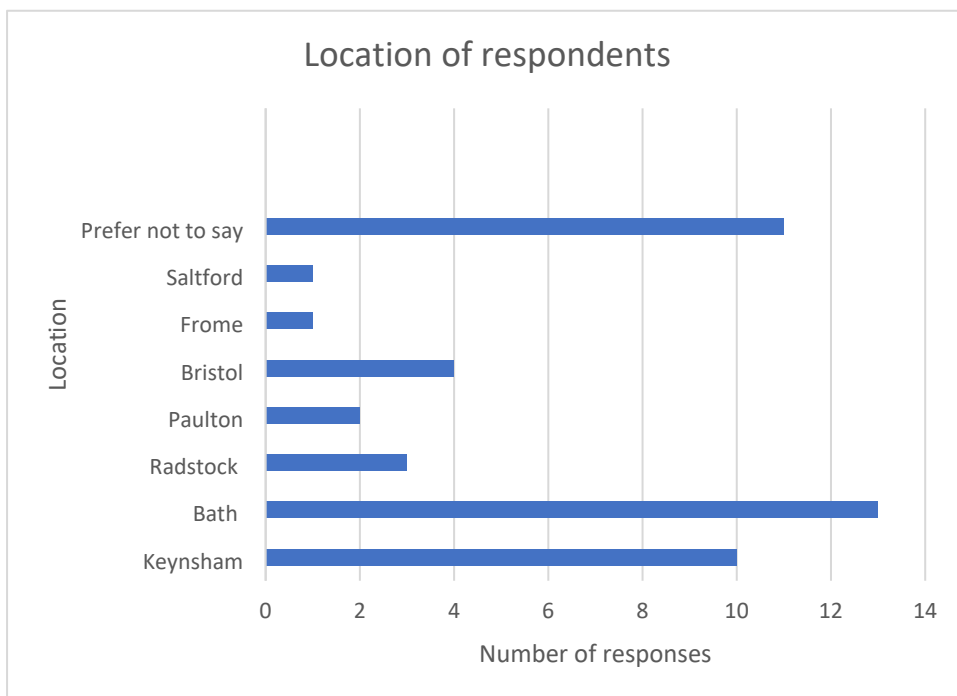 Location of respondents
Location
Prefer not to say
Saltford
Frome
Bristol
Paulton
Radstock
Bath
Keynsham
0 2 4 6 8 10 12 14
Number of responses